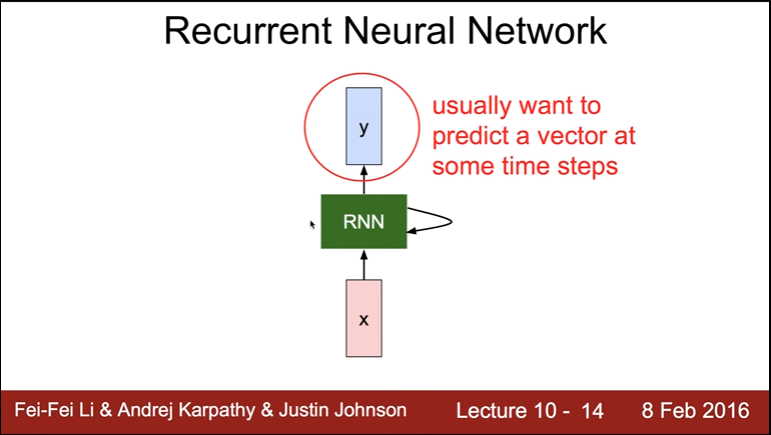 Recurrent Neural Network
y
usually want to
predict a vector at
some time steps
RNN
x
Fei-Fei Li & Andrej Karpathy & Justin Johnson
Lecture 10 - 14
8 Feb 2016